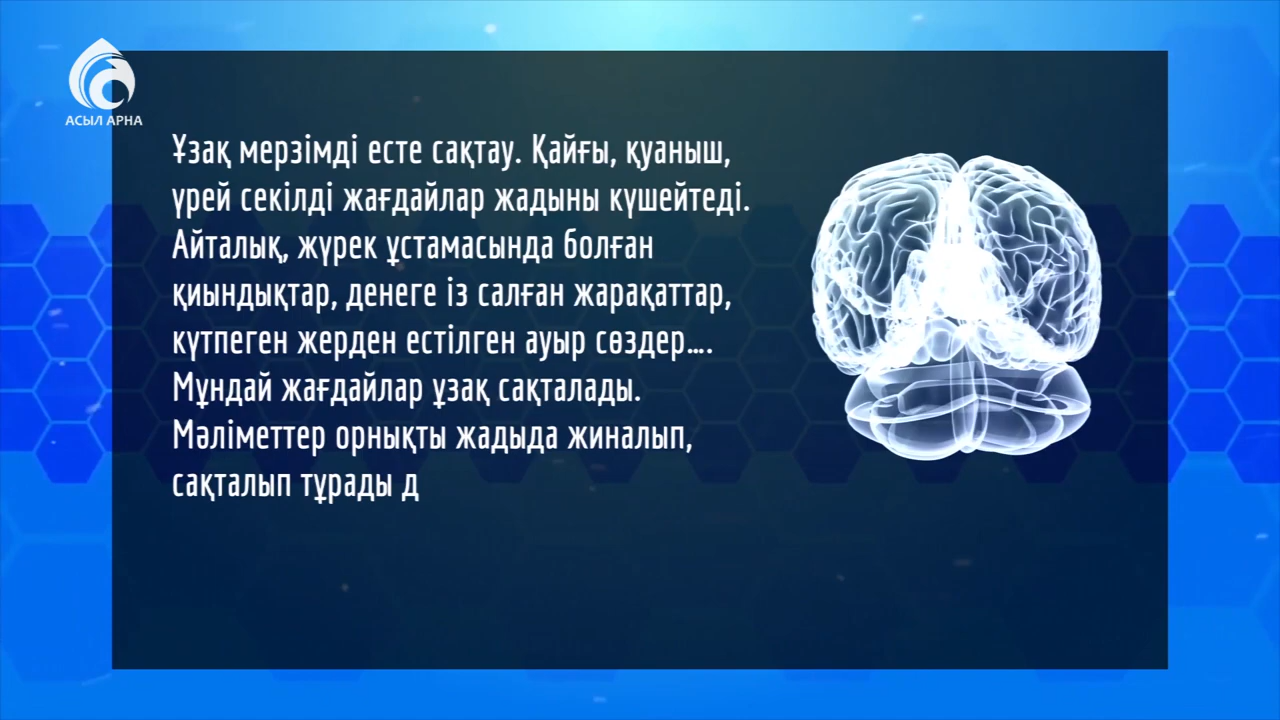 АСЫЛ АРНА
Ұзақ мерзімді есте сақтау. Қайғы, қуаныш,
үрей секілді жағдайлар жадыны күшейтеді.
Айталық, жүрек ұстамасында болған
қиындықтар, денеге із салған жарақаттар,
күтпеген жерден естілген ауыр сөздер….
Мұндай жағдайлар ұзақ сақталады.
Мәліметтер орнықты жадыда жиналып,
сақталып тұрады д